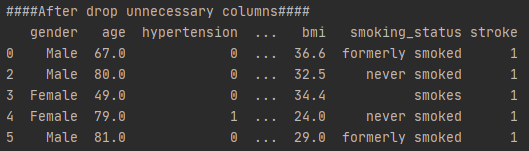 ####After drop unnecessary columns####
gender age hypertension ... bmi smoking_status stroke
0 Male 67.0 0 ... 36.6 formerly smoked 1
2 Male 80.0 0 ... 32.5 never smoked 1
3 Female 49.0 0 ... 34.4 smokes 1
4 Female 79.0 1 ... 24.0 never smoked 1
5 Male 81.0 0 ... 29.0 formerly smoked 1